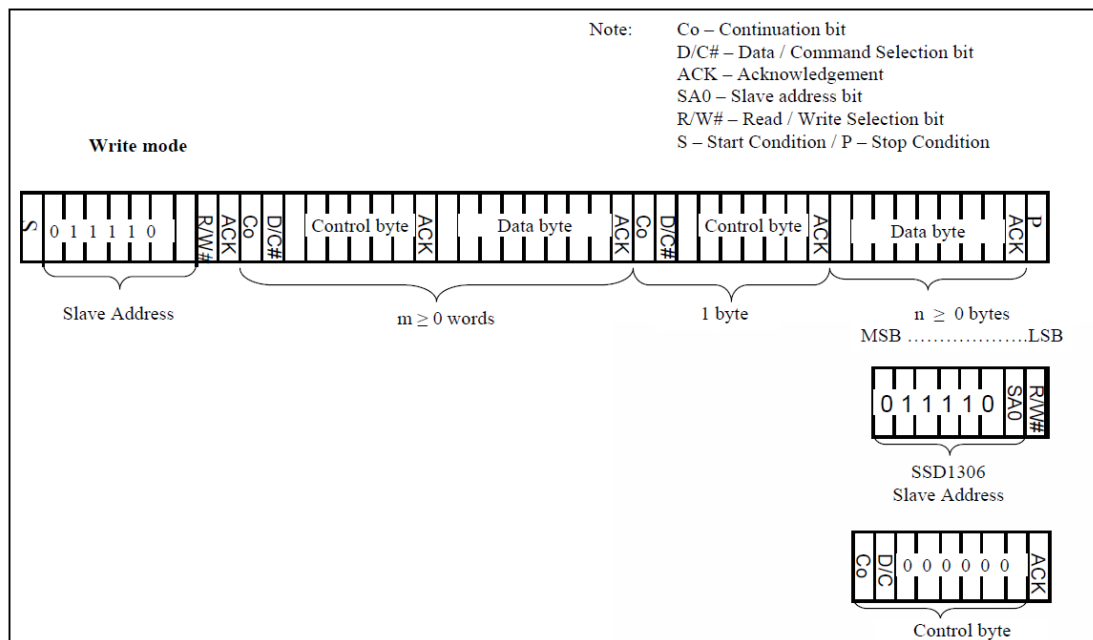 Note: Co – Continuation bit
D/C# – Data / Command Selection bit
ACK – Acknowledgement
SA0 – Slave address bit
R/W# – Read / Write Selection bit
S – Start Condition / P – Stop Condition
Write mode
S 0 1 1 1 1 0 R/W# ACK Co D/C# Control byte ACK Data byte ACK Co D/C# Control byte ACK Data byte ACK P
Slave Address m ≥ 0 words 1 byte n ≥ 0 bytes
MSB ………………. LSB
0 1 1 1 1 0 SA0 R/W#
SSD1306
Slave Address
Co D/C 0 0 0 0 0 0 ACK
Control byte